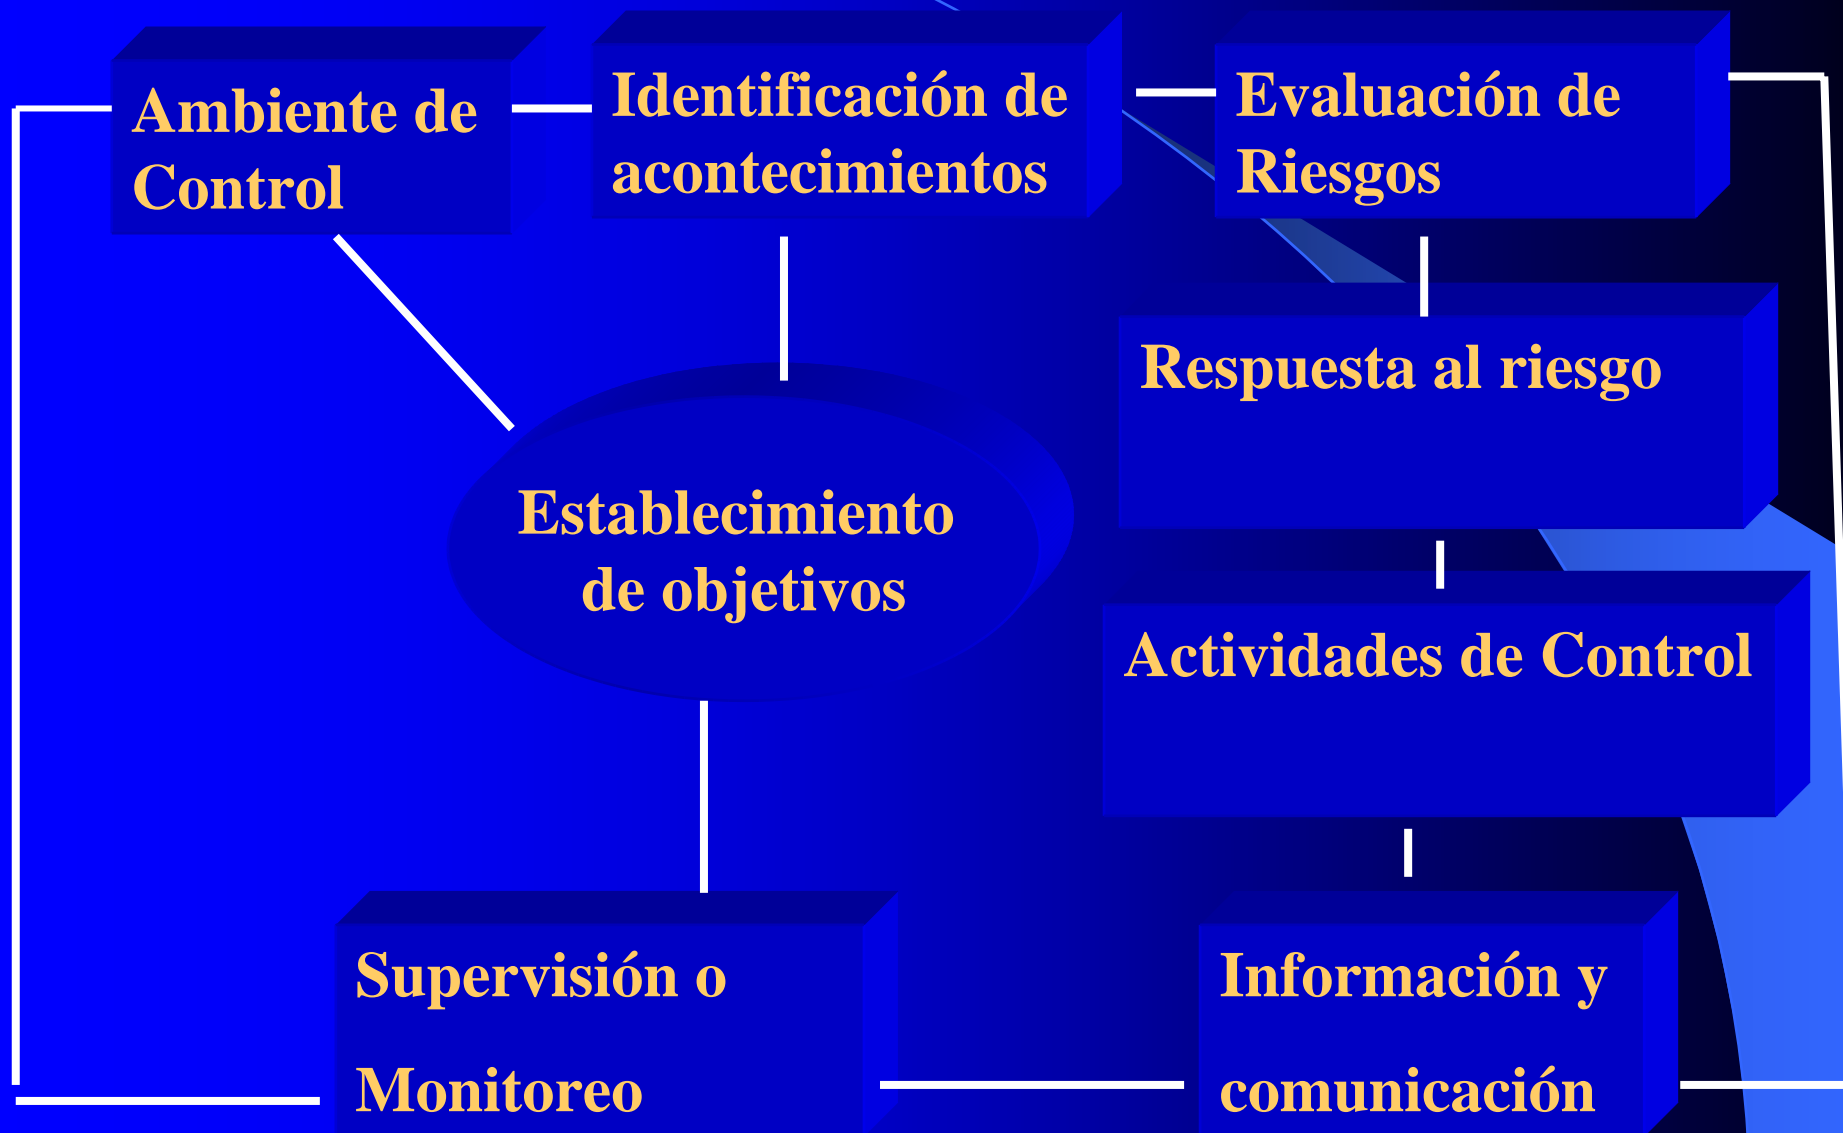 Ambiente de
Control
Identificación de
acontecimientos
Evaluación de
Riesgos
Respuesta al riesgo
Establecimiento
de objetivos
Actividades de Control
Supervisión o
Monitoreo
Información y
comunicación